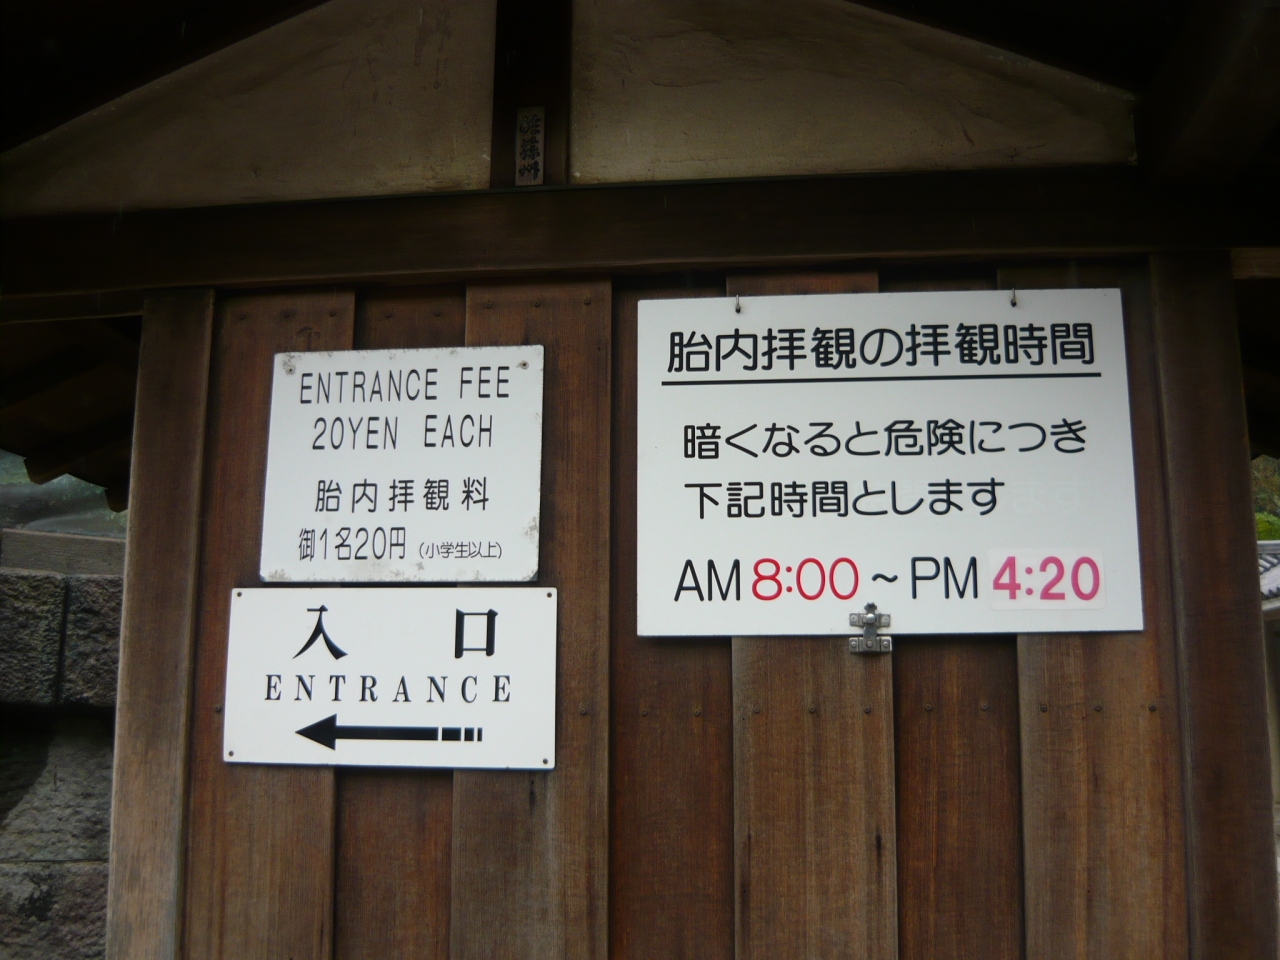 ENTRANCE FEE
20YEN EACH
胎内拝観料
御1名20円 (小学生以上)
入口
ENTRANCE
胎内拝観の拝観時間
暗くなると危険につき
下記時間とします
AM 8:00 ~ PM 4:20